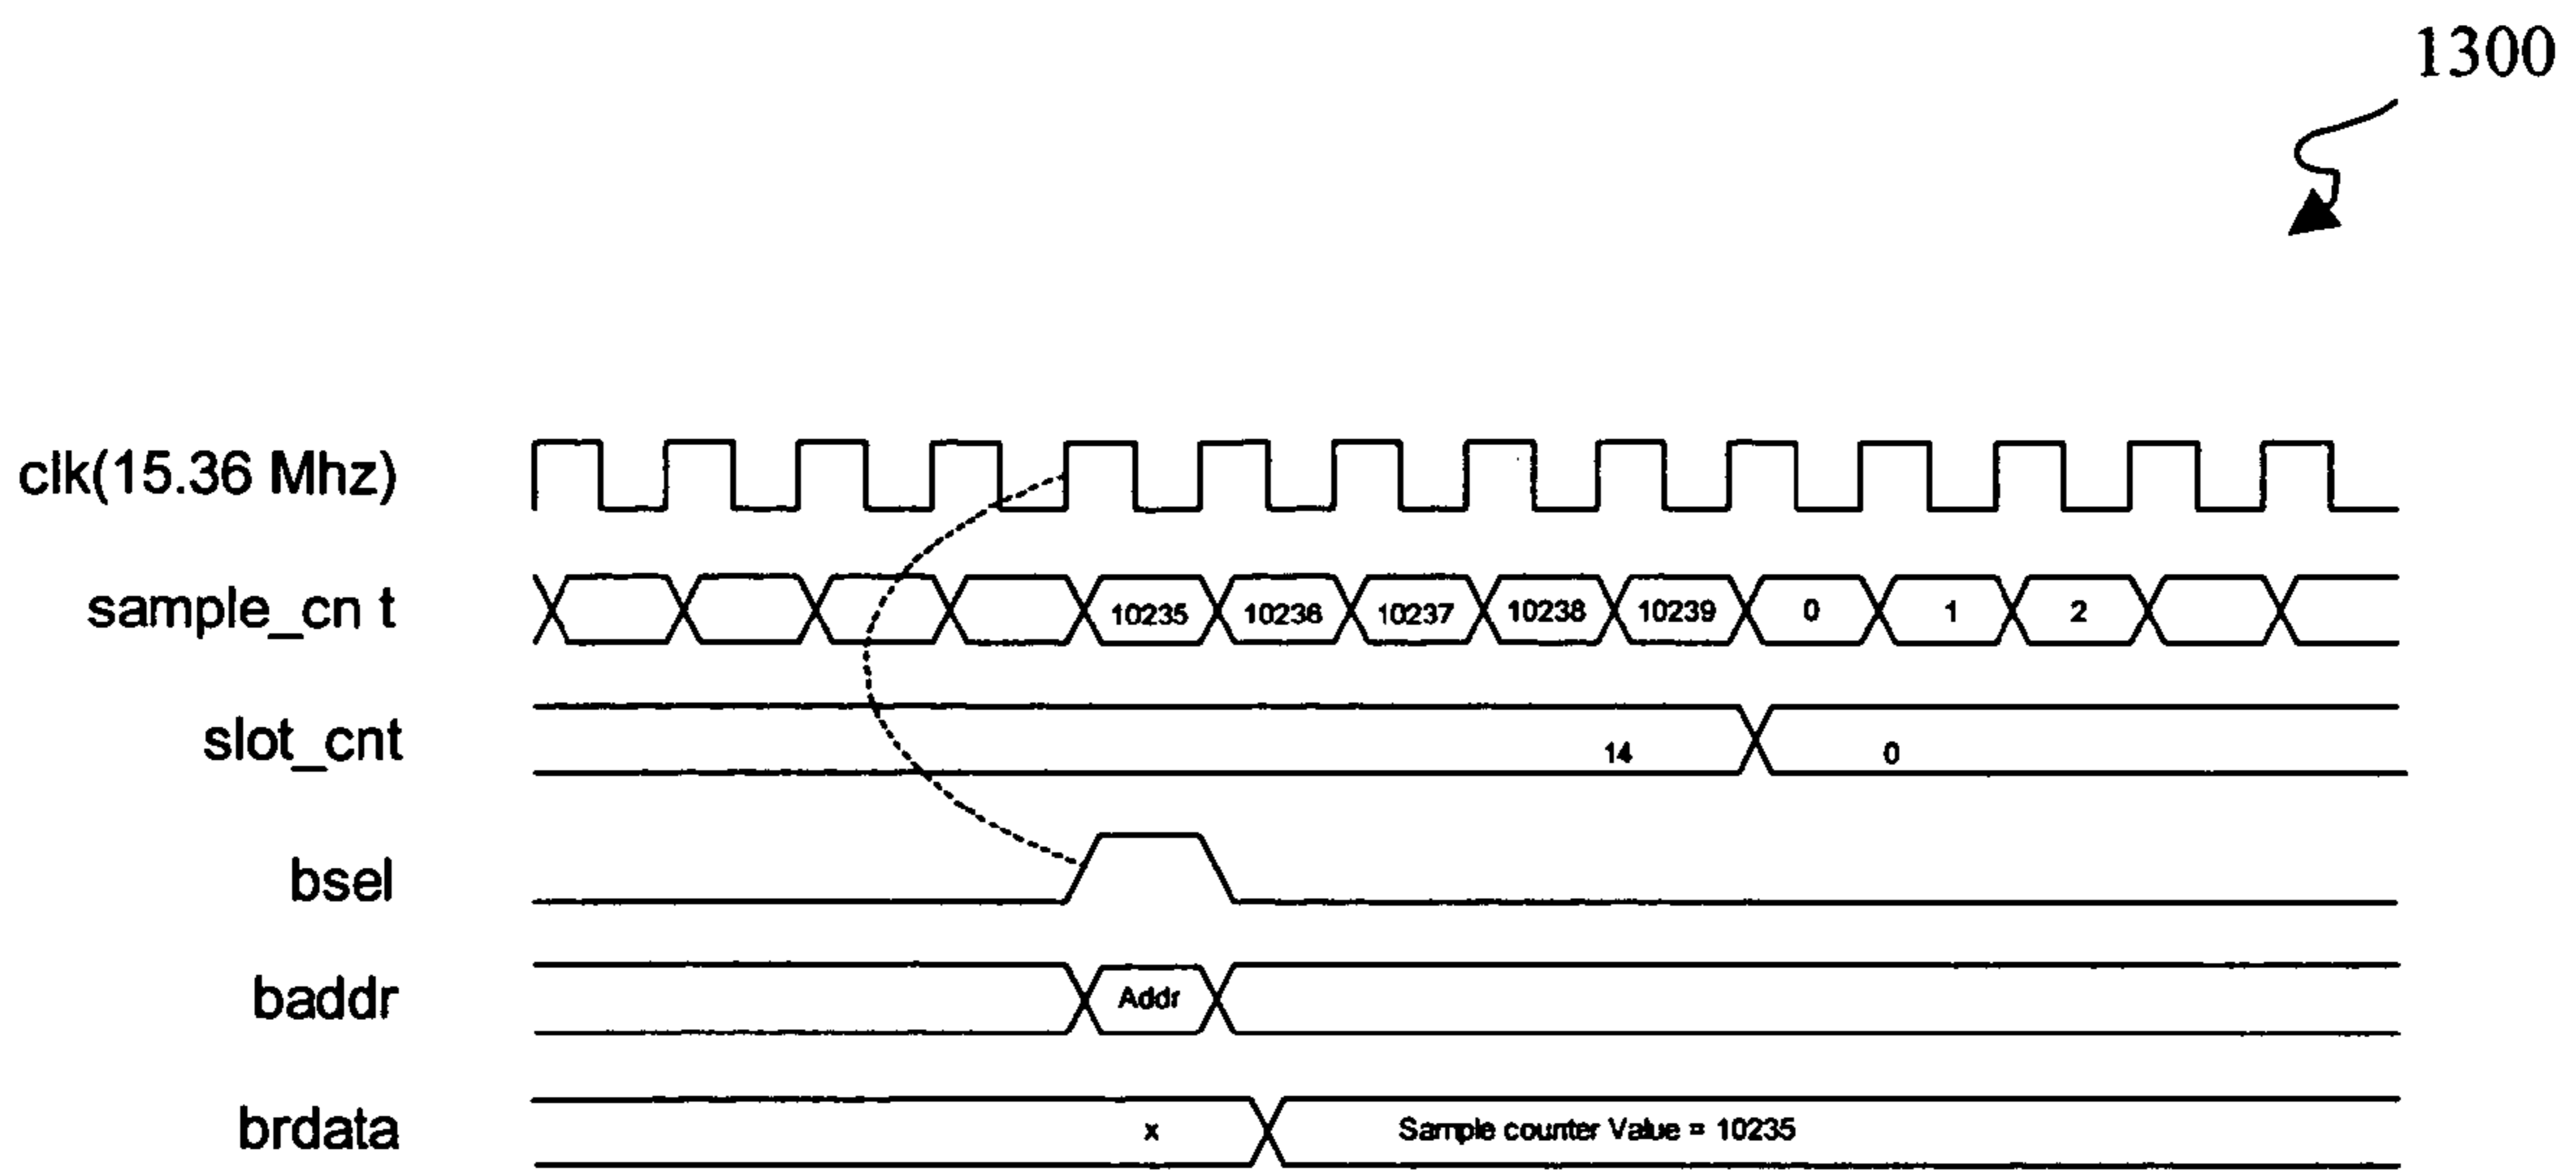 1300
clk(15.36 Mhz)
sample_cn t 10235 10236 10237 10238 10239 0 1 2
slot_cnt 14 0
bsel
baddr Addr
brdata x Sample counter Value = 10235